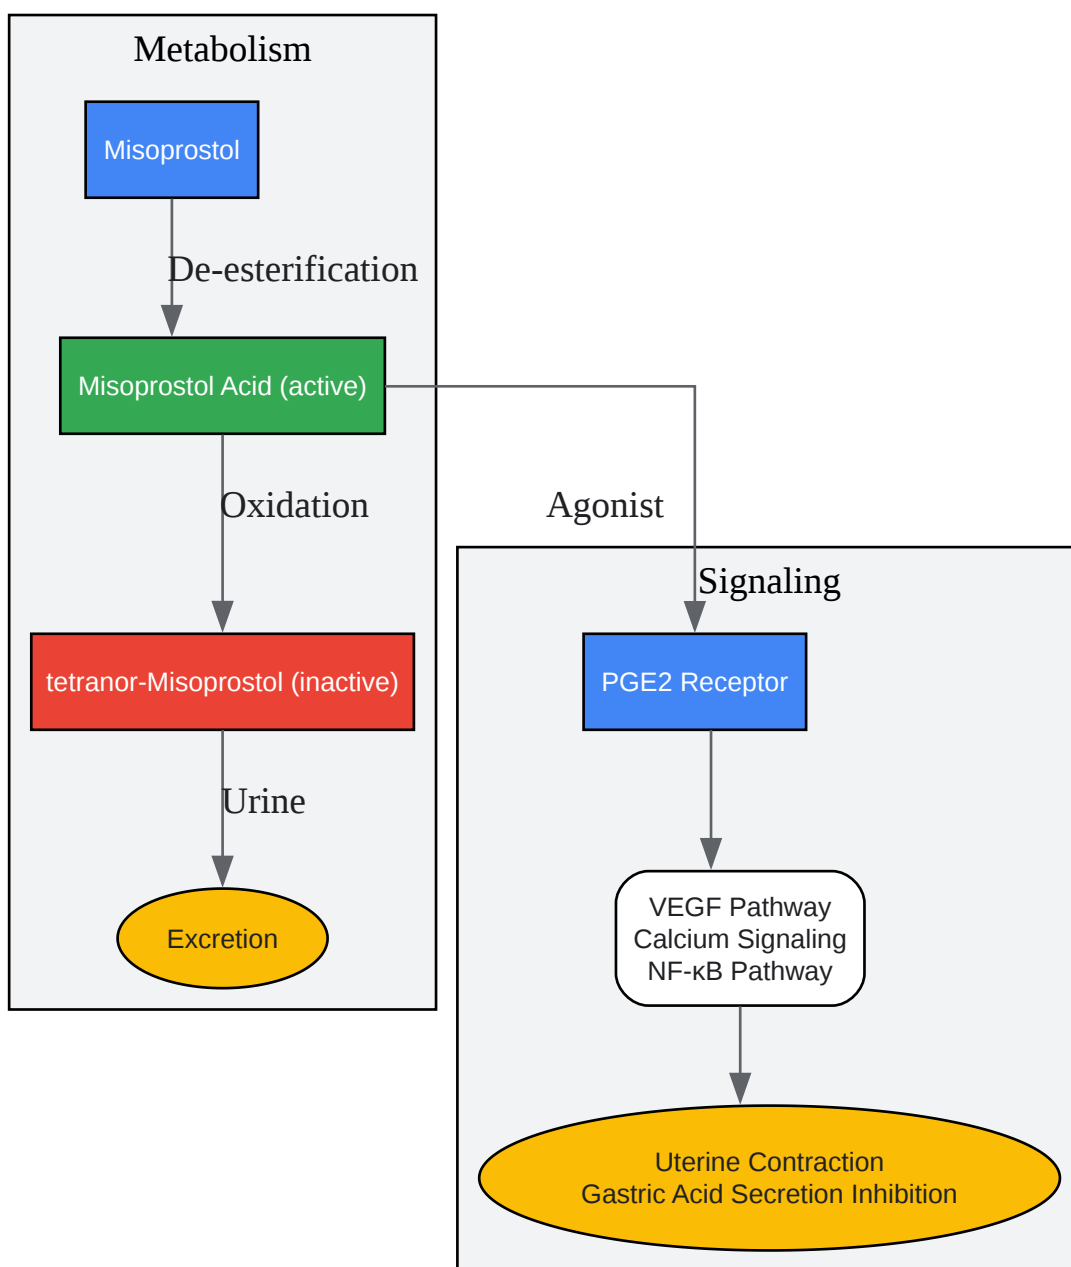 Metabolism
Misoprostol
De-esterification
Misoprostol Acid (active)
Oxidation
Agonist
Signaling
tetranor-Misoprostol (inactive)
PGE2 Receptor
Urine
VEGF Pathway
Calcium Signaling
NF-κB Pathway
Excretion
Uterine Contraction
Gastric Acid Secretion Inhibition